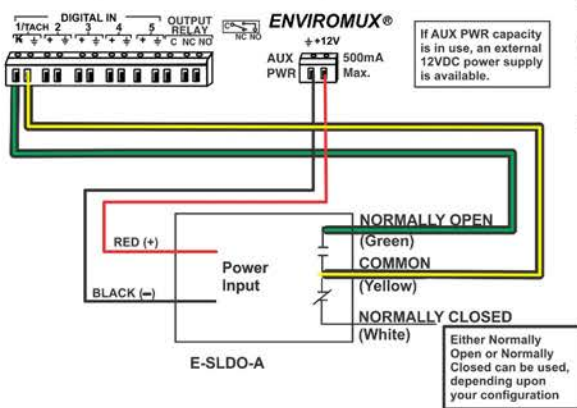 DIGITAL IN
1/TACH 2 3 4 5
OUTPUT
RELAY
K ⏚ + ⏚ + ⏚ + ⏚ + ⏚ C NC NO
C
NC NO
ENVIROMUX®
⏚ +12V
AUX
PWR
500mA
Max.
If AUX PWR capacity
is in use, an external
12VDC power supply
is available.
NORMALLY OPEN
(Green)
RED (+)
COMMON
(Yellow)
Power
Input
BLACK (–)
NORMALLY CLOSED
(White)
E-SLDO-A
Either Normally
Open or Normally
Closed can be used,
depending upon
your configuration